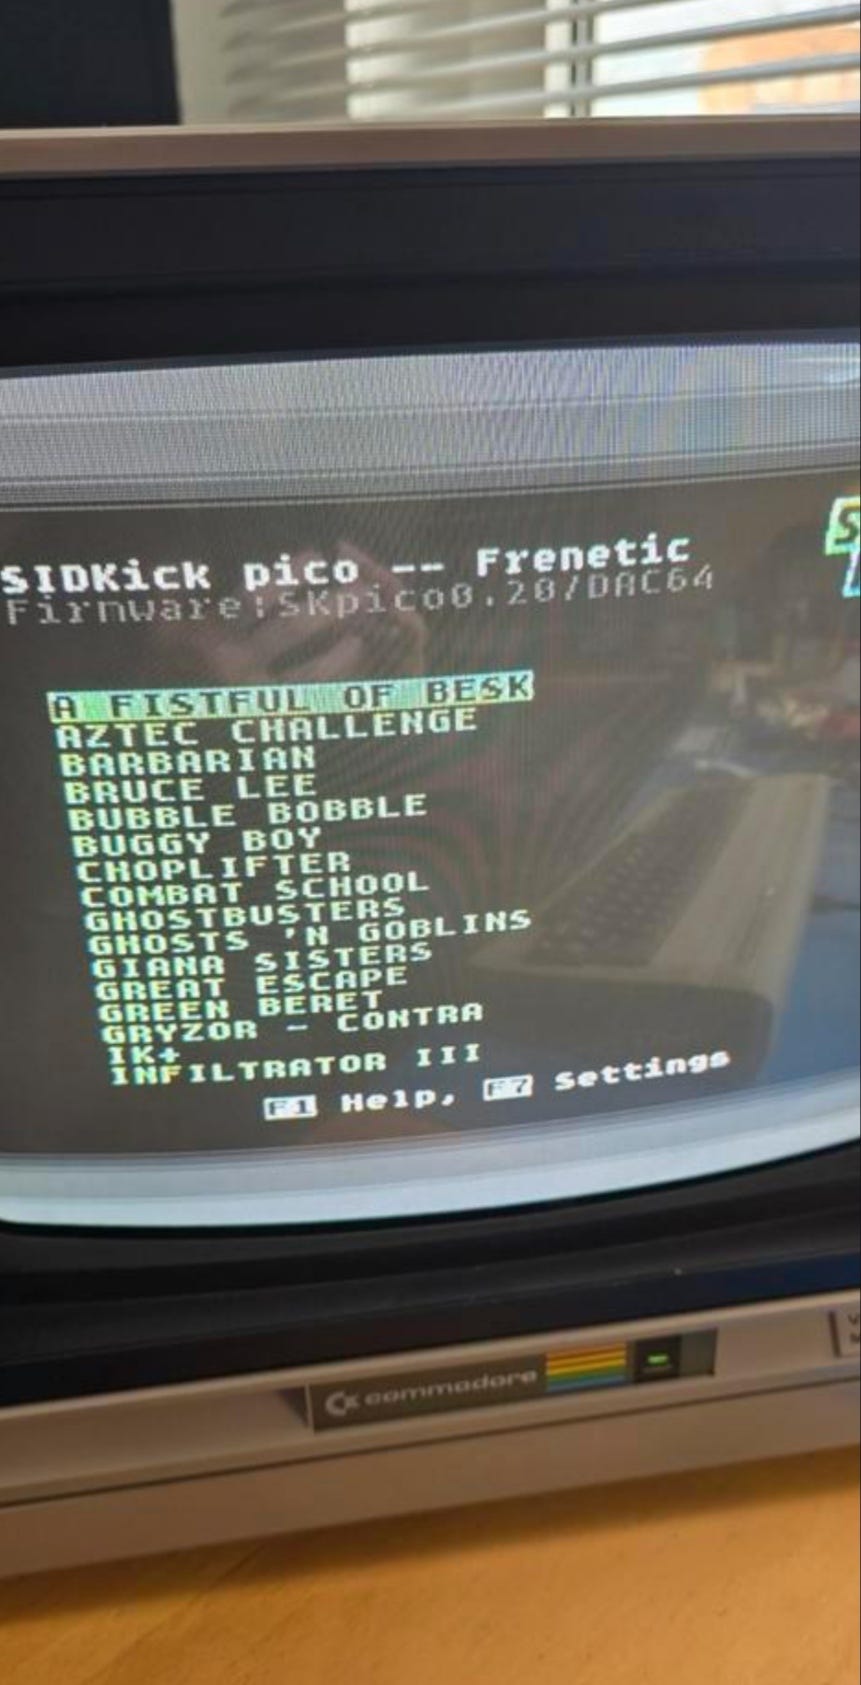 SIDKick pico -- Frenetic
Firmware:SKpico0.20/DAC64
A FISTFUL OF BESK
AZTEC CHALLENGE
BARBARIAN
BRUCE LEE
BUBBLE BOBBLE
BUGGY BOY
CHOPLIFTER
COMBAT SCHOOL
GHOSTBUSTERS
GHOSTS 'N GOBLINS
GIANA SISTERS
GREAT ESCAPE
GREEN BERET
GRYZOR - CONTRA
IK+
INFILTRATOR III
F1 Help, F7 Settings
commodore